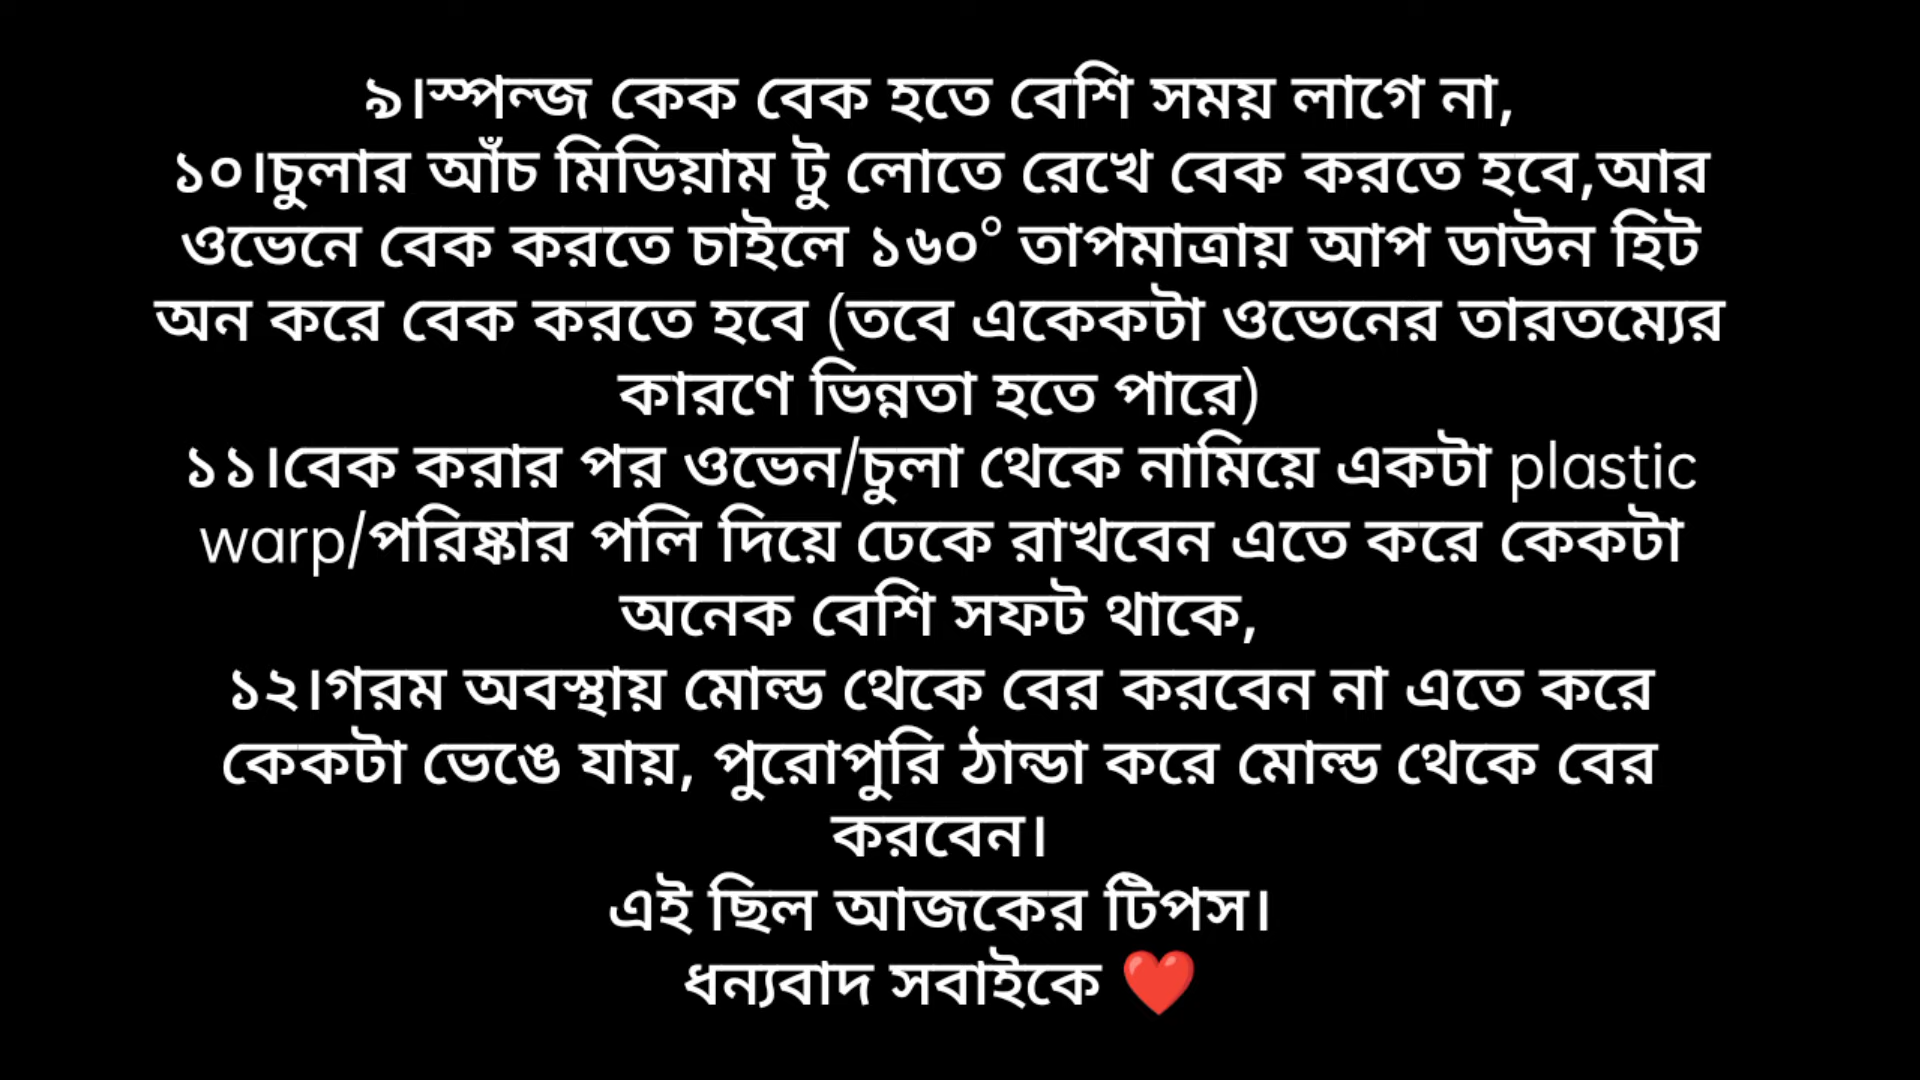 ৯।স্পন্জ কেক বেক হতে বেশি সময় লাগে না,
১০।চুলার আঁচ মিডিয়াম টু লোতে রেখে বেক করতে হবে,আর
ওভেনে বেক করতে চাইলে ১৬০° তাপমাত্রায় আপ ডাউন হিট
অন করে বেক করতে হবে (তবে একেকটা ওভেনের তারতম্যের
কারণে ভিন্নতা হতে পারে)
১১।বেক করার পর ওভেন/চুলা থেকে নামিয়ে একটা plastic
warp/পরিষ্কার পলি দিয়ে ঢেকে রাখবেন এতে করে কেকটা
অনেক বেশি সফট থাকে,
১২।গরম অবস্থায় মোল্ড থেকে বের করবেন না এতে করে
কেকটা ভেঙে যায়, পুরোপুরি ঠান্ডা করে মোল্ড থেকে বের
করবেন।
এই ছিল আজকের টিপস।
ধন্যবাদ সবাইকে ❤️